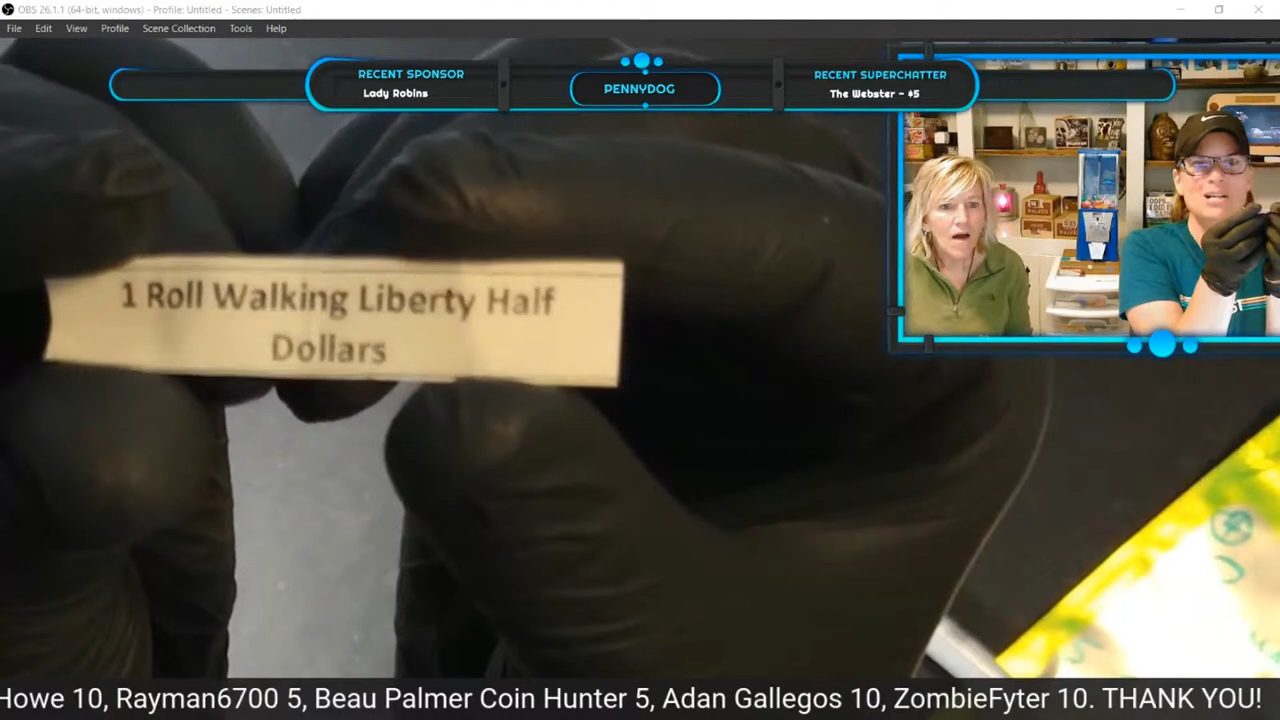 OBS 26.1.1 (64-bit, windows) - Profile: Untitled - Scenes: Untitled
File Edit View Profile Scene Collection Tools Help
RECENT SPONSOR
Lady Robins
PENNYDOG
RECENT SUPERCHATTER
The Webster - $5
1 Roll Walking Liberty Half
Dollars
Howe 10, Rayman6700 5, Beau Palmer Coin Hunter 5, Adan Gallegos 10, ZombieFyter 10. THANK YOU!